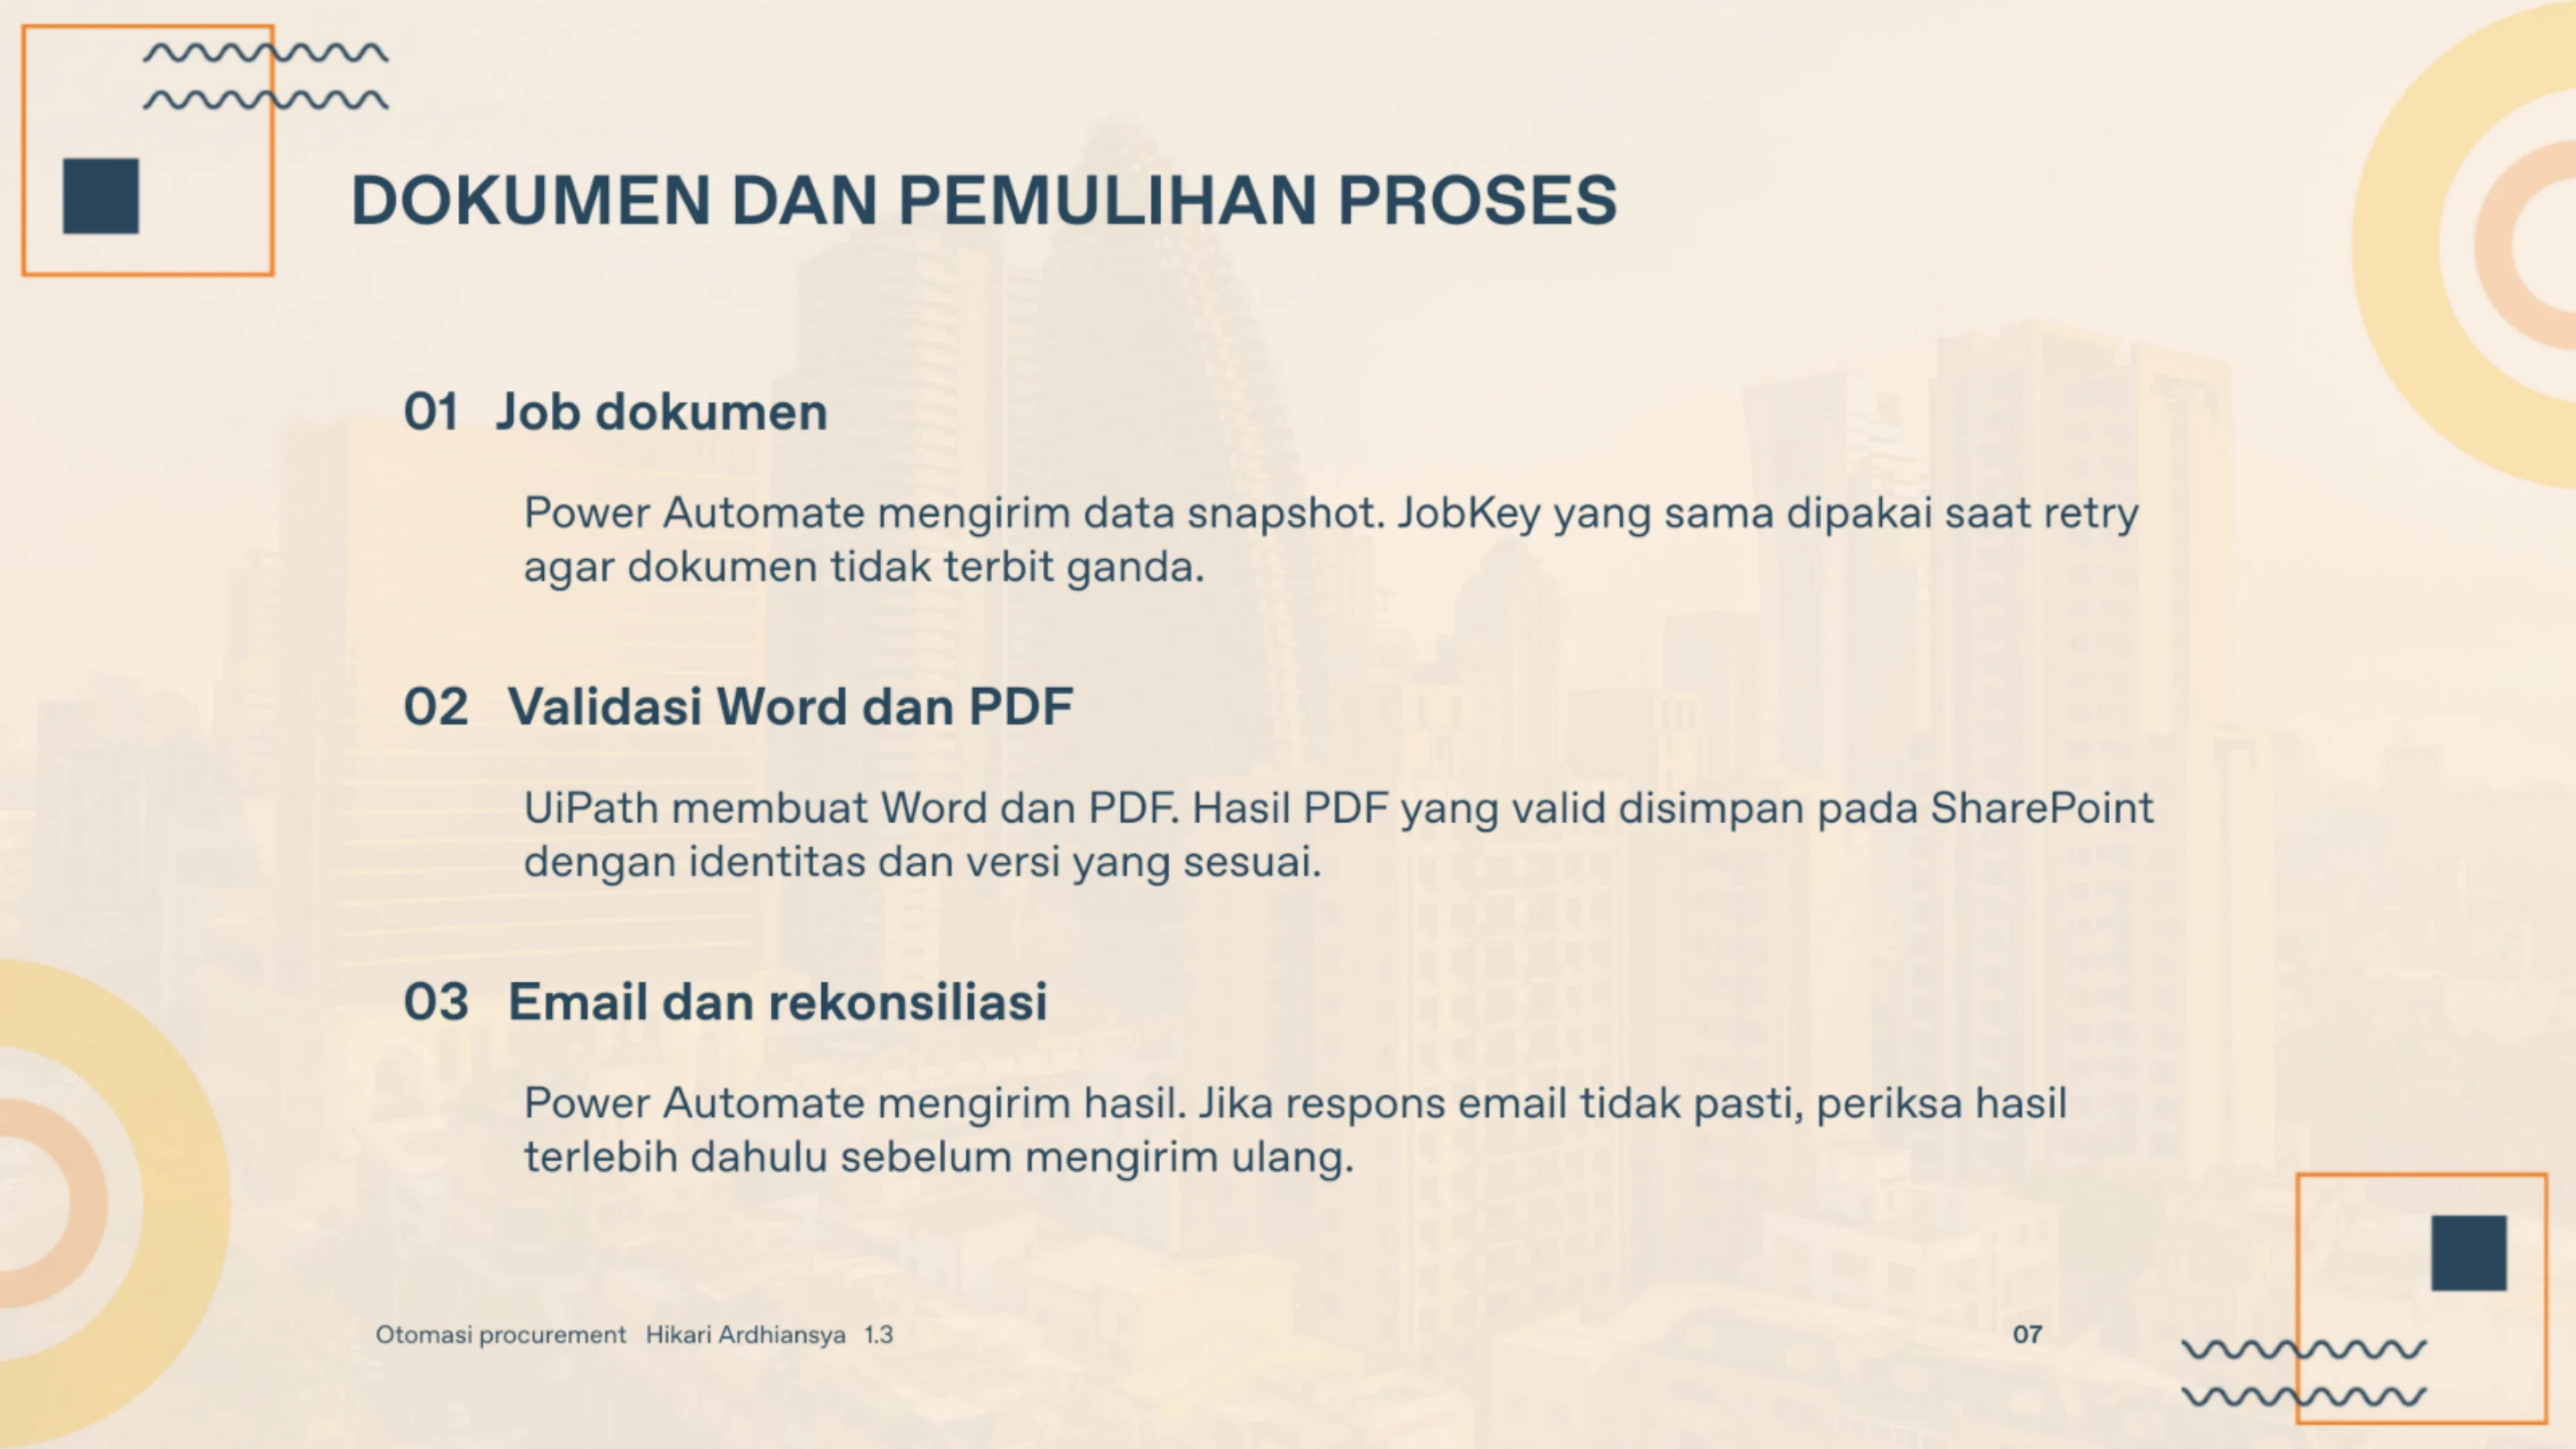 DOKUMEN DAN PEMULIHAN PROSES
01 Job dokumen
Power Automate mengirim data snapshot. JobKey yang sama dipakai saat retry
agar dokumen tidak terbit ganda.
02 Validasi Word dan PDF
UiPath membuat Word dan PDF. Hasil PDF yang valid disimpan pada SharePoint
dengan identitas dan versi yang sesuai.
03 Email dan rekonsiliasi
Power Automate mengirim hasil. Jika respons email tidak pasti, periksa hasil
terlebih dahulu sebelum mengirim ulang.
Otomasi procurement Hikari Ardhiansya 1.3
07